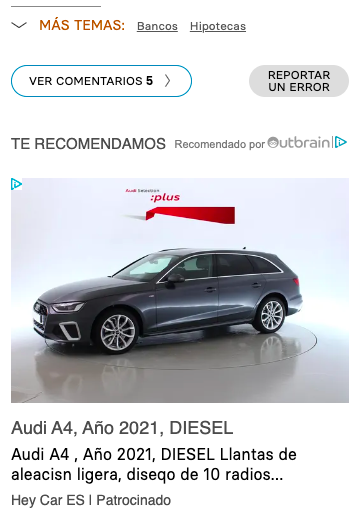 MÁS TEMAS: Bancos Hipotecas
VER COMENTARIOS 5
REPORTAR
UN ERROR
TE RECOMENDAMOS Recomendado por Outbrain
Audi Selection
:plus
Audi A4, Año 2021, DIESEL
Audi A4 , Año 2021, DIESEL Llantas de
aleacisn ligera, diseqo de 10 radios...
Hey Car ES | Patrocinado